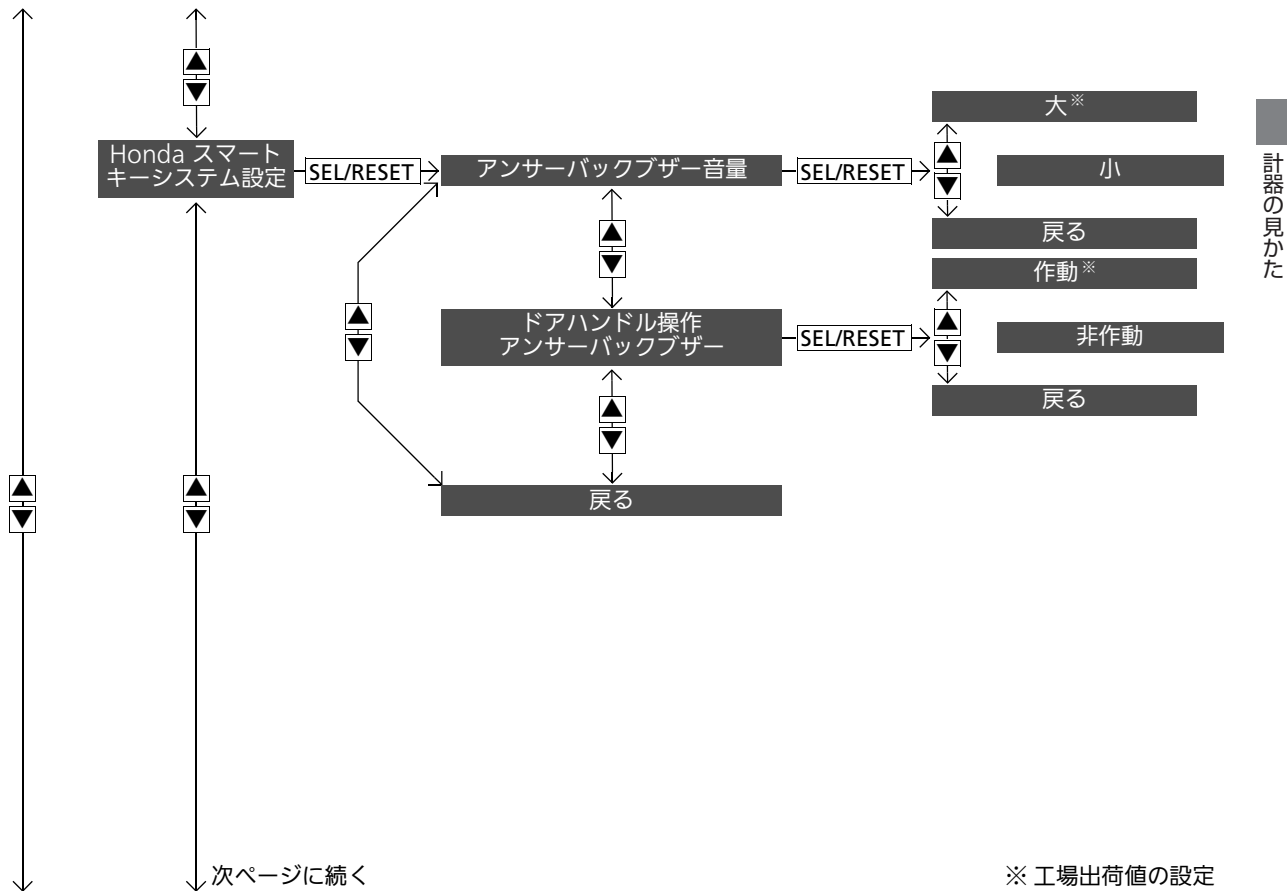 Honda スマート
キーシステム設定
SEL/RESET
アンサーバックブザー音量
SEL/RESET
大※
小
戻る
ドアハンドル操作
アンサーバックブザー
SEL/RESET
作動※
非作動
戻る
戻る
計器の見かた
次ページに続く
※ 工場出荷値の設定